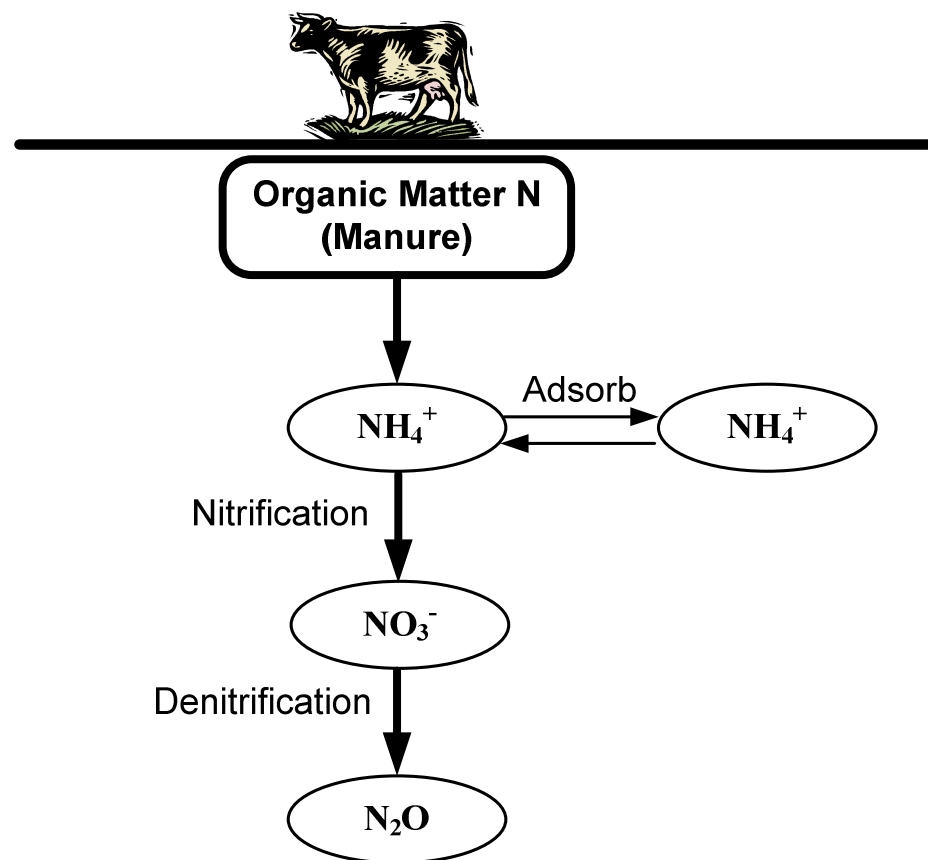 Organic Matter N
(Manure)
Adsorb
NH₄⁺
NH₄⁺
Nitrification
NO₃⁻
Denitrification
N₂O